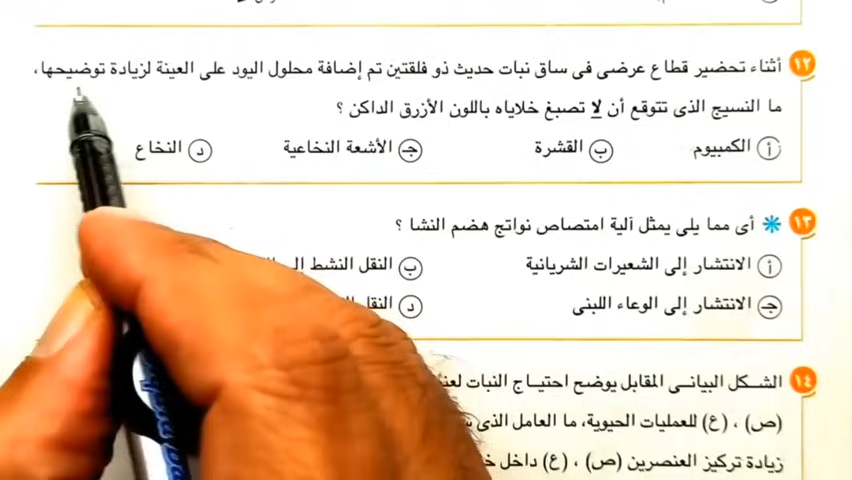 ١٢ أثناء تحضير قطاع عرضى فى ساق نبات حديث ذو فلقتين تم إضافة محلول اليود على العينة لزيادة توضيحها،
ما النسيج الذى تتوقع أن لا تصبغ خلاياه باللون الأزرق الداكن ؟
أ الكمبيوم ب القشرة ج الأشعة النخاعية د النخاع
١٣ أى مما يلى يمثل آلية امتصاص نواتج هضم النشا ؟
أ الانتشار إلى الشعيرات الشريانية ب النقل النشط إلى
ج الانتشار إلى الوعاء اللبنى د النقل
١٤ الشكل البيانى المقابل يوضح احتياج النبات
(ص) ، (ع) للعمليات الحيوية، ما العامل الذى
زيادة تركيز العنصرين (ص) ، (ع) داخل